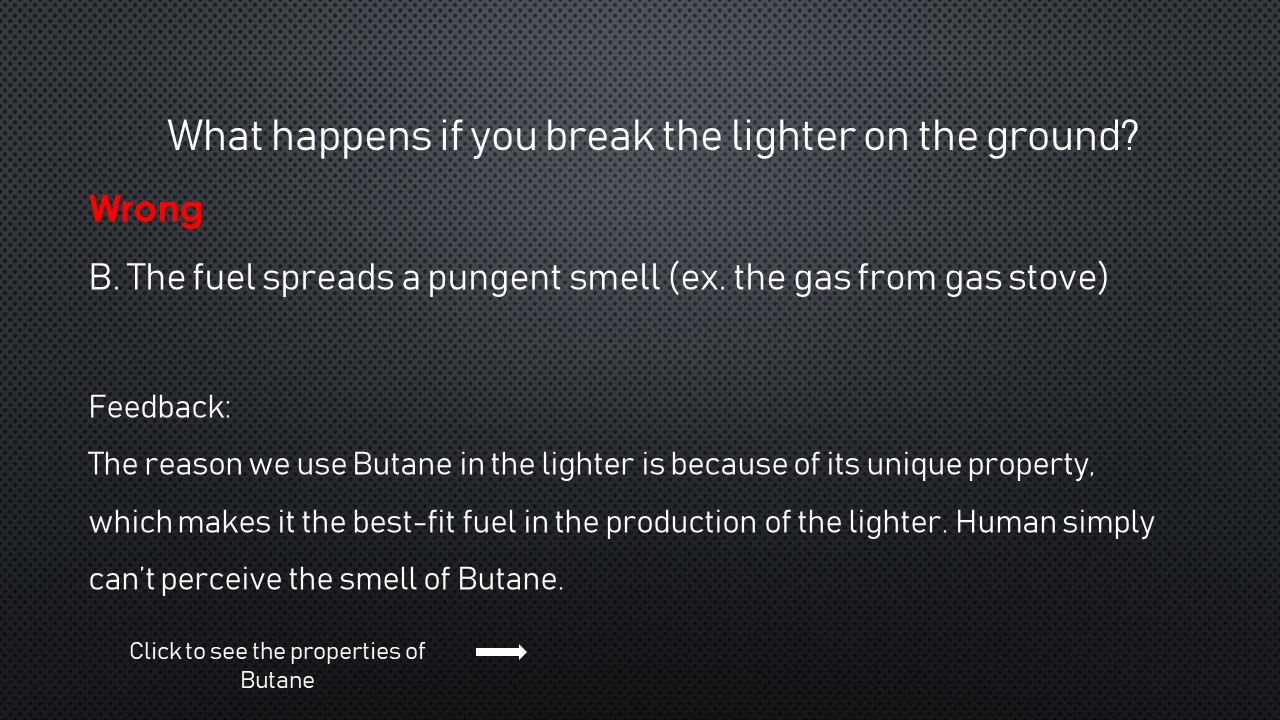 What happens if you break the lighter on the ground?
Wrong
B. The fuel spreads a pungent smell (ex. the gas from gas stove)
Feedback:
The reason we use Butane in the lighter is because of its unique property,
which makes it the best-fit fuel in the production of the lighter. Human simply
can't perceive the smell of Butane.
Click to see the properties of
Butane